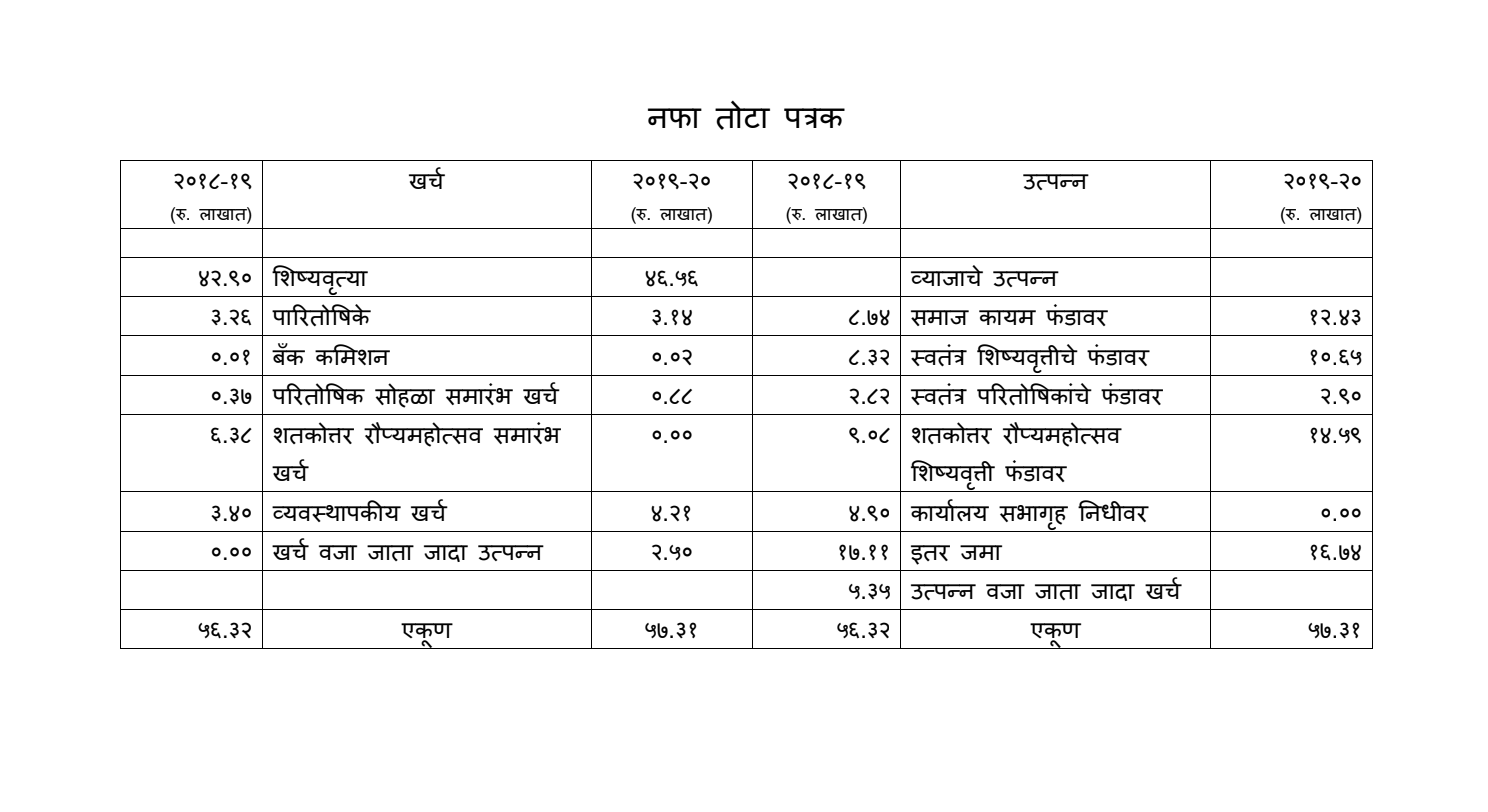 नफा तोटा पत्रक
२०१८-१९ खर्च २०१९-२० २०१८-१९ उत्पन्न २०१९-२०
(रु. लाखात) (रु. लाखात) (रु. लाखात) (रु. लाखात)
४२.९० शिष्यवृत्या ४६.५६ व्याजाचे उत्पन्न
३.२६ पारितोषिके ३.१४ ८.७४ समाज कायम फंडावर १२.४३
०.०१ बँक कमिशन ०.०२ ८.३२ स्वतंत्र शिष्यवृत्तीचे फंडावर १०.६५
०.३७ परितोषिक सोहळा समारंभ खर्च ०.८८ २.८२ स्वतंत्र परितोषिकांचे फंडावर २.९०
६.३८ शतकोत्तर रौप्यमहोत्सव समारंभ ०.०० ९.०८ शतकोत्तर रौप्यमहोत्सव १४.५९
खर्च शिष्यवृत्ती फंडावर
३.४० व्यवस्थापकीय खर्च ४.२१ ४.९० कार्यालय सभागृह निधीवर ०.००
०.०० खर्च वजा जाता जादा उत्पन्न २.५० १७.११ इतर जमा १६.७४
५.३५ उत्पन्न वजा जाता जादा खर्च
५६.३२ एकूण ५७.३१ ५६.३२ एकूण ५७.३१